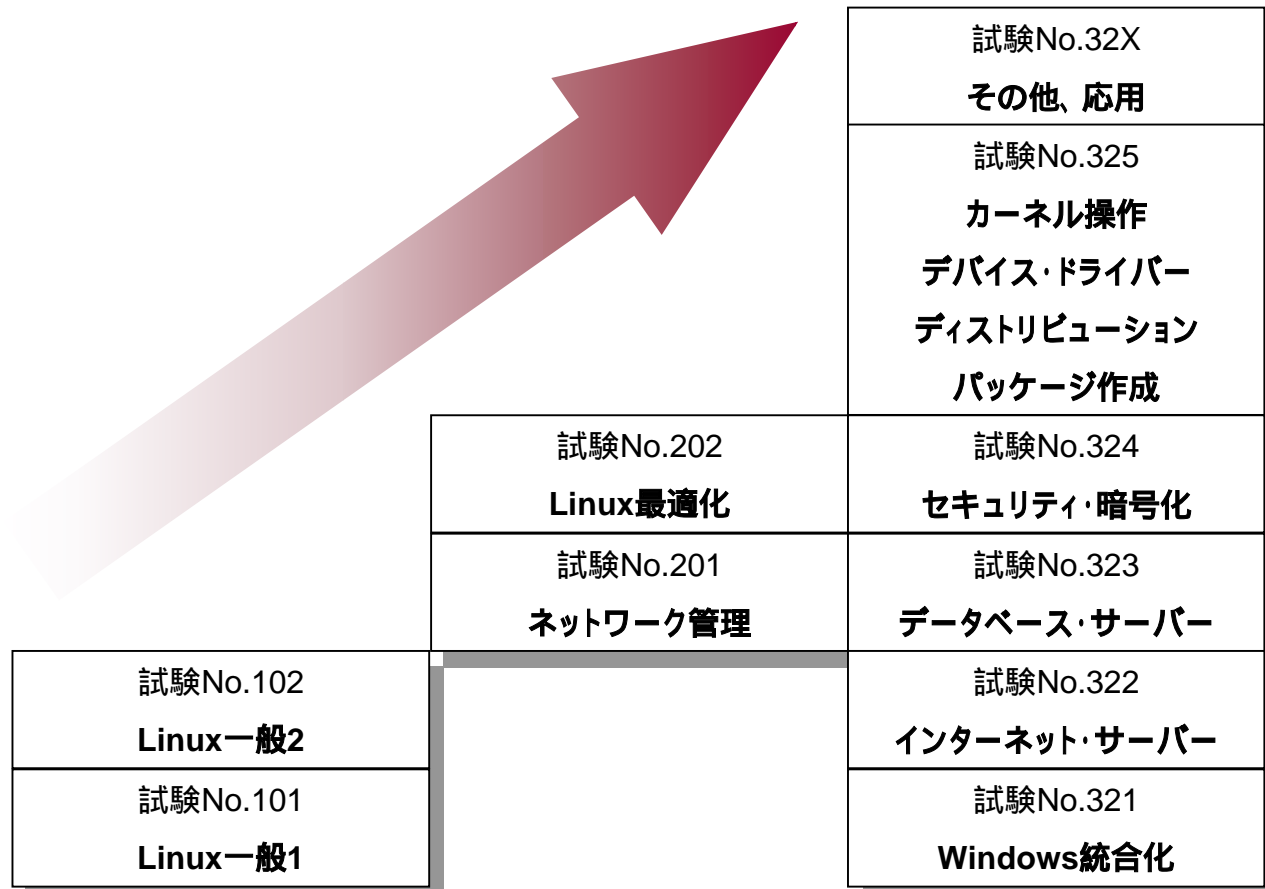 試験No.32X
その他、応用
試験No.325
カーネル操作
デバイス・ドライバー
ディストリビューション
パッケージ作成
試験No.202
Linux最適化
試験No.324
セキュリティ・暗号化
試験No.201
ネットワーク管理
試験No.323
データベース・サーバー
試験No.102
Linux一般2
試験No.322
インターネット・サーバー
試験No.101
Linux一般1
試験No.321
Windows統合化